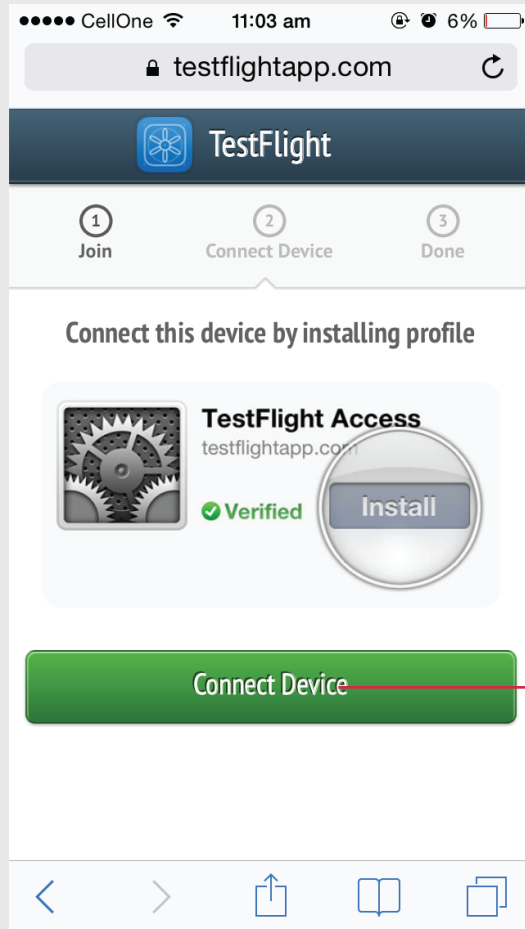 CellOne 11:03 am 6%
testflightapp.com
TestFlight
1 2 3
Join Connect Device Done
Connect this device by installing profile
TestFlight Access
testflightapp.com
Verified
Install
Connect Device